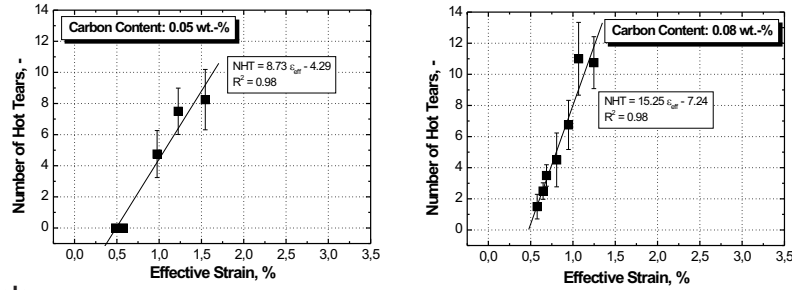 Carbon Content: 0.05 wt.-%
NHT = 8.73 εeff - 4.29
R² = 0.98
Number of Hot Tears, -
14
12
10
8
6
4
2
0
0,0 0,5 1,0 1,5 2,0 2,5 3,0 3,5
Effective Strain, %
Carbon Content: 0.08 wt.-%
NHT = 15.25 εeff - 7.24
R² = 0.98
Number of Hot Tears, -
14
12
10
8
6
4
2
0
0,0 0,5 1,0 1,5 2,0 2,5 3,0 3,5
Effective Strain, %